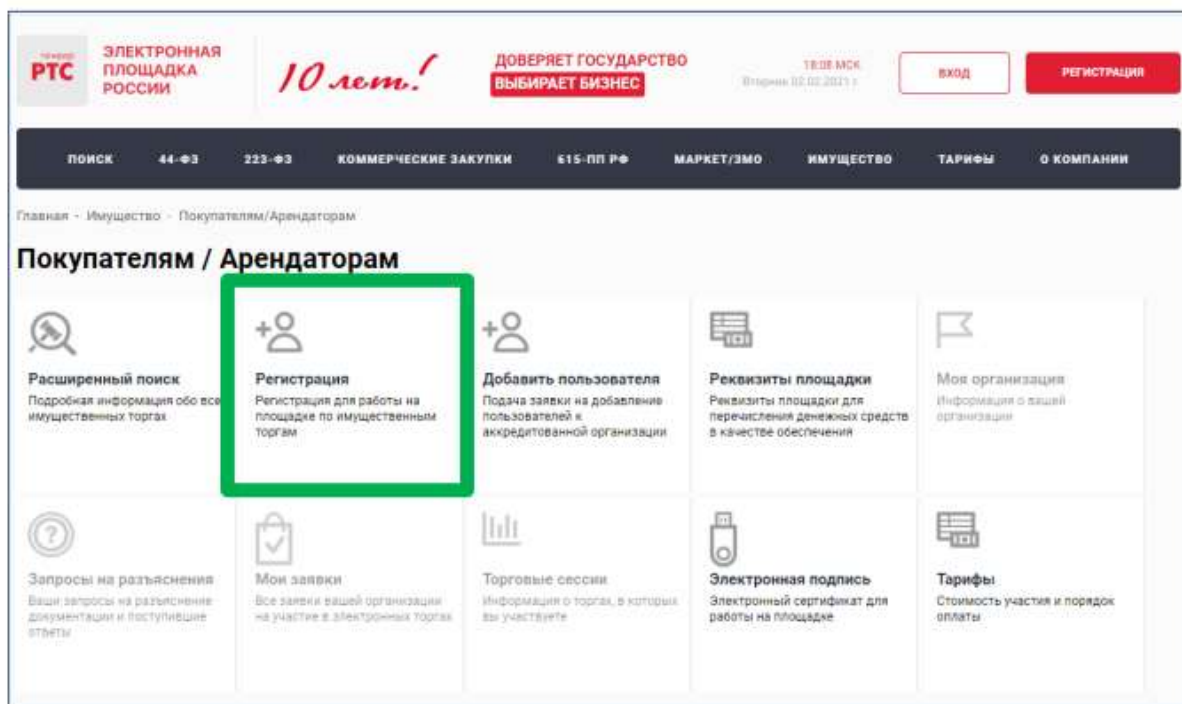 тендер
РТС
ЭЛЕКТРОННАЯ
ПЛОЩАДКА
РОССИИ
10 лет!
ДОВЕРЯЕТ ГОСУДАРСТВО
ВЫБИРАЕТ БИЗНЕС
18:08 МСК
Вторник 02.02.2021 г.
ВХОД
РЕГИСТРАЦИЯ
ПОИСК 44-ФЗ 223-ФЗ КОММЕРЧЕСКИЕ ЗАКУПКИ 615-ПП РФ МАРКЕТ/ЗМО ИМУЩЕСТВО ТАРИФЫ О КОМПАНИИ
Главная - Имущество - Покупателям/Арендаторам
Покупателям / Арендаторам
Расширенный поиск
Подробная информация обо все
имущественных торгах
Регистрация
Регистрация для работы на
площадке по имущественным
торгам
Добавить пользователя
Подача заявки на добавление
пользователей к
аккредитованной организации
Реквизиты площадки
Реквизиты площадки для
перечисления денежных средств
в качестве обеспечения
Моя организация
Информация о вашей
организации
Запросы на разъяснения
Ваши запросы на разъяснение
документации и поступившие
ответы
Мои заявки
Все заявки вашей организации
на участие в электронных торгах
Торговые сессии
Информация о торгах, в которых
вы участвуете
Электронная подпись
Электронный сертификат для
работы на площадке
Тарифы
Стоимость участия и порядок
оплаты